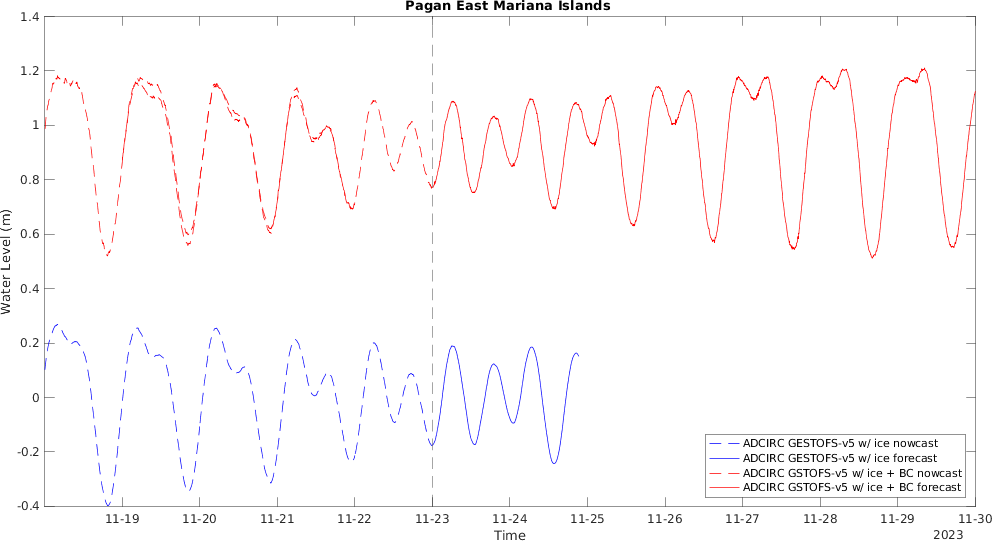 Pagan East Mariana Islands
1.4
1.2
1
0.8
0.6
0.4
0.2
0
-0.2
-0.4
Water Level (m)
11-19 11-20 11-21 11-22 11-23 11-24 11-25 11-26 11-27 11-28 11-29 11-30
Time
2023
ADCIRC GESTOFS-v5 w/ ice nowcast
ADCIRC GESTOFS-v5 w/ ice forecast
ADCIRC GSTOFS-v5 w/ ice + BC nowcast
ADCIRC GSTOFS-v5 w/ ice + BC forecast